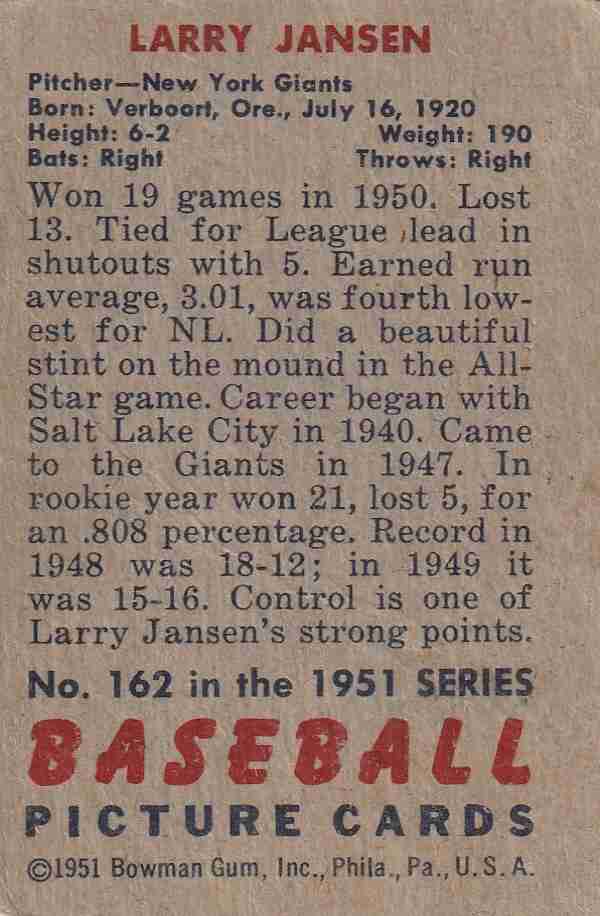 LARRY JANSEN
Pitcher—New York Giants
Born: Verboort, Ore., July 16, 1920
Height: 6-2 Weight: 190
Bats: Right Throws: Right
Won 19 games in 1950. Lost
13. Tied for League lead in
shutouts with 5. Earned run
average, 3.01, was fourth low-
est for NL. Did a beautiful
stint on the mound in the All-
Star game. Career began with
Salt Lake City in 1940. Came
to the Giants in 1947. In
rookie year won 21, lost 5, for
an .808 percentage. Record in
1948 was 18-12; in 1949 it
was 15-16. Control is one of
Larry Jansen's strong points.
No. 162 in the 1951 SERIES
BASEBALL
PICTURE CARDS
©1951 Bowman Gum, Inc., Phila., Pa., U.S.A.